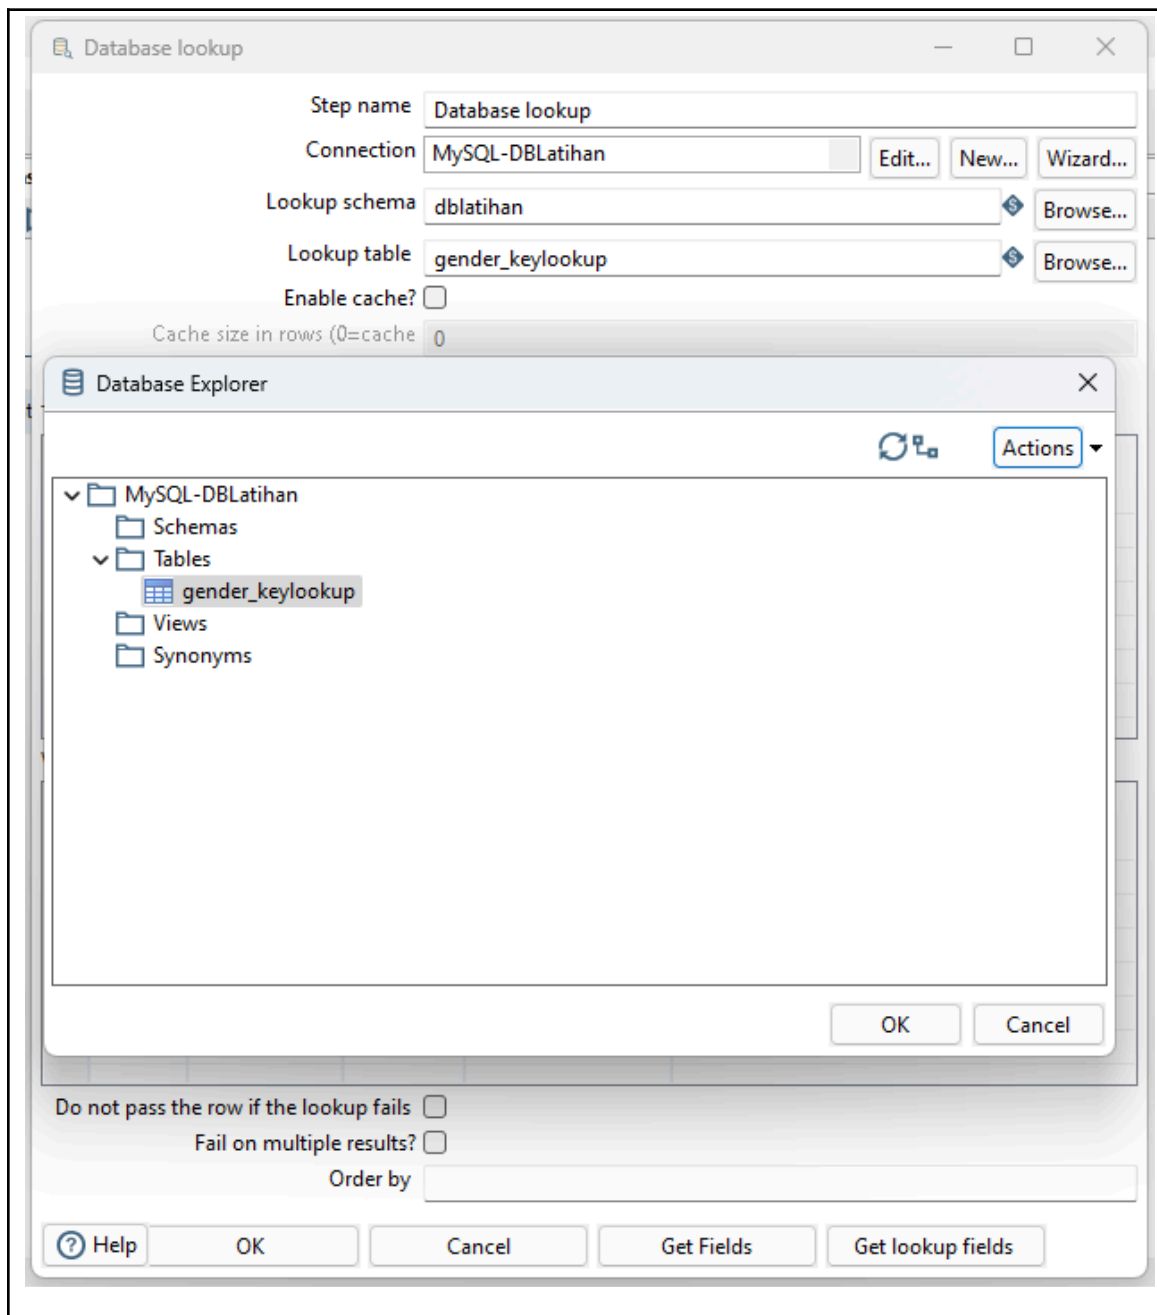 Database lookup
Step name Database lookup
Connection MySQL-DBLatihan Edit... New... Wizard...
Lookup schema dblatihan Browse...
Lookup table gender_keylookup Browse...
Enable cache?
Cache size in rows (0=cache 0
Database Explorer
Actions
MySQL-DBLatihan
Schemas
Tables
gender_keylookup
Views
Synonyms
OK Cancel
Do not pass the row if the lookup fails
Fail on multiple results?
Order by
Help OK Cancel Get Fields Get lookup fields